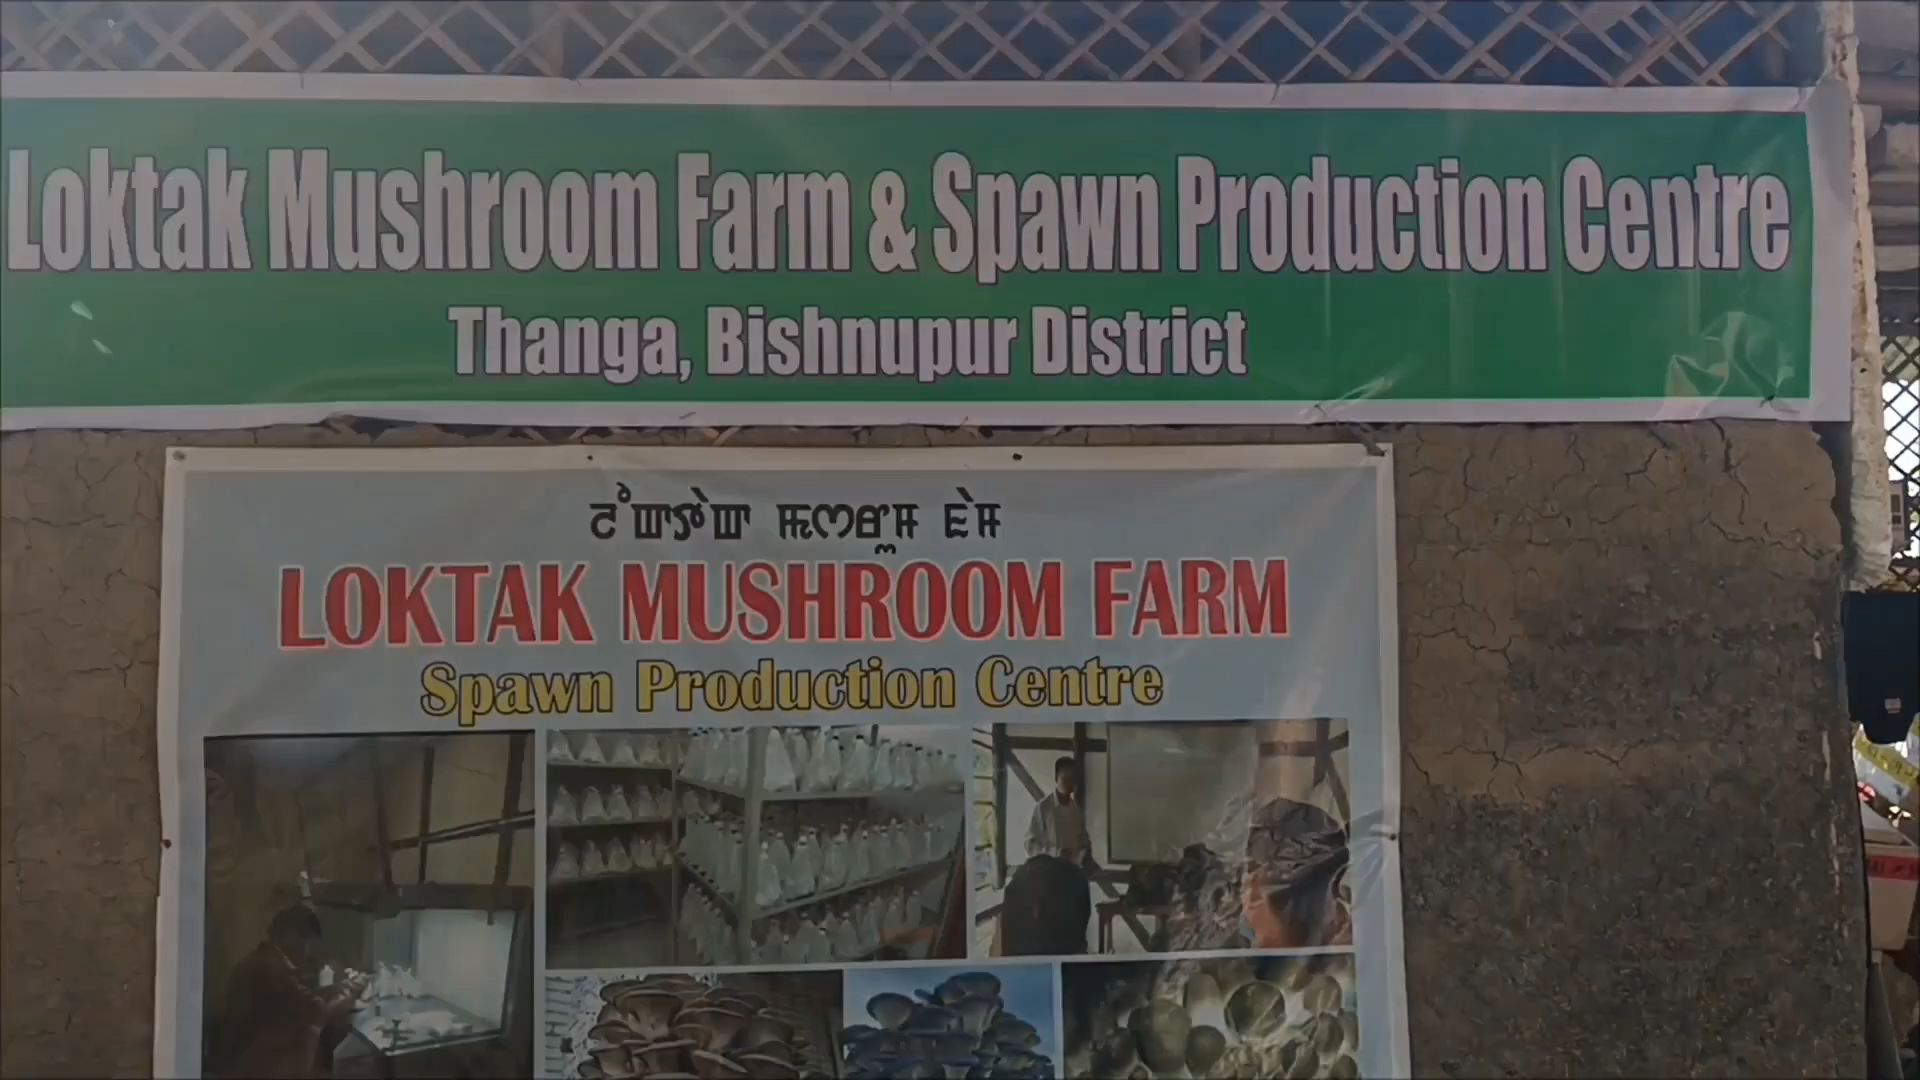 Loktak Mushroom Farm & Spawn Production Centre
Thanga, Bishnupur District
LOKTAK MUSHROOM FARM
Spawn Production Centre